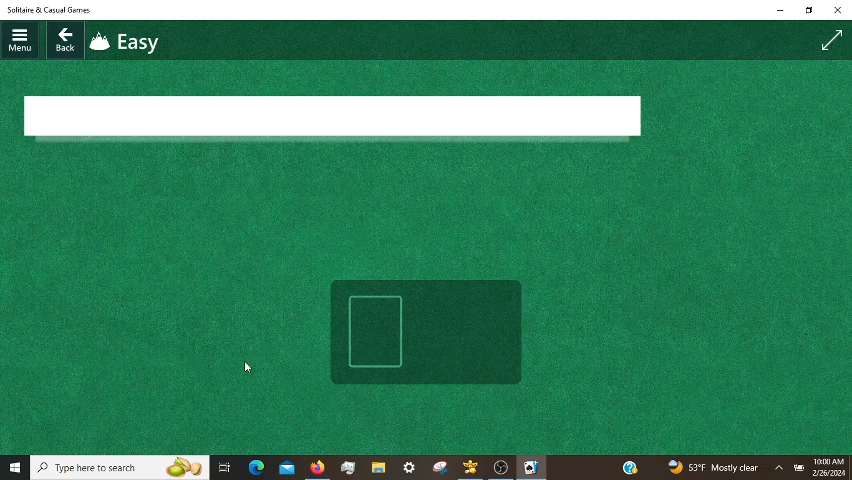 Solitaire & Casual Games
Menu
Back
Easy
Type here to search
53°F Mostly clear
10:00 AM
2/26/2024